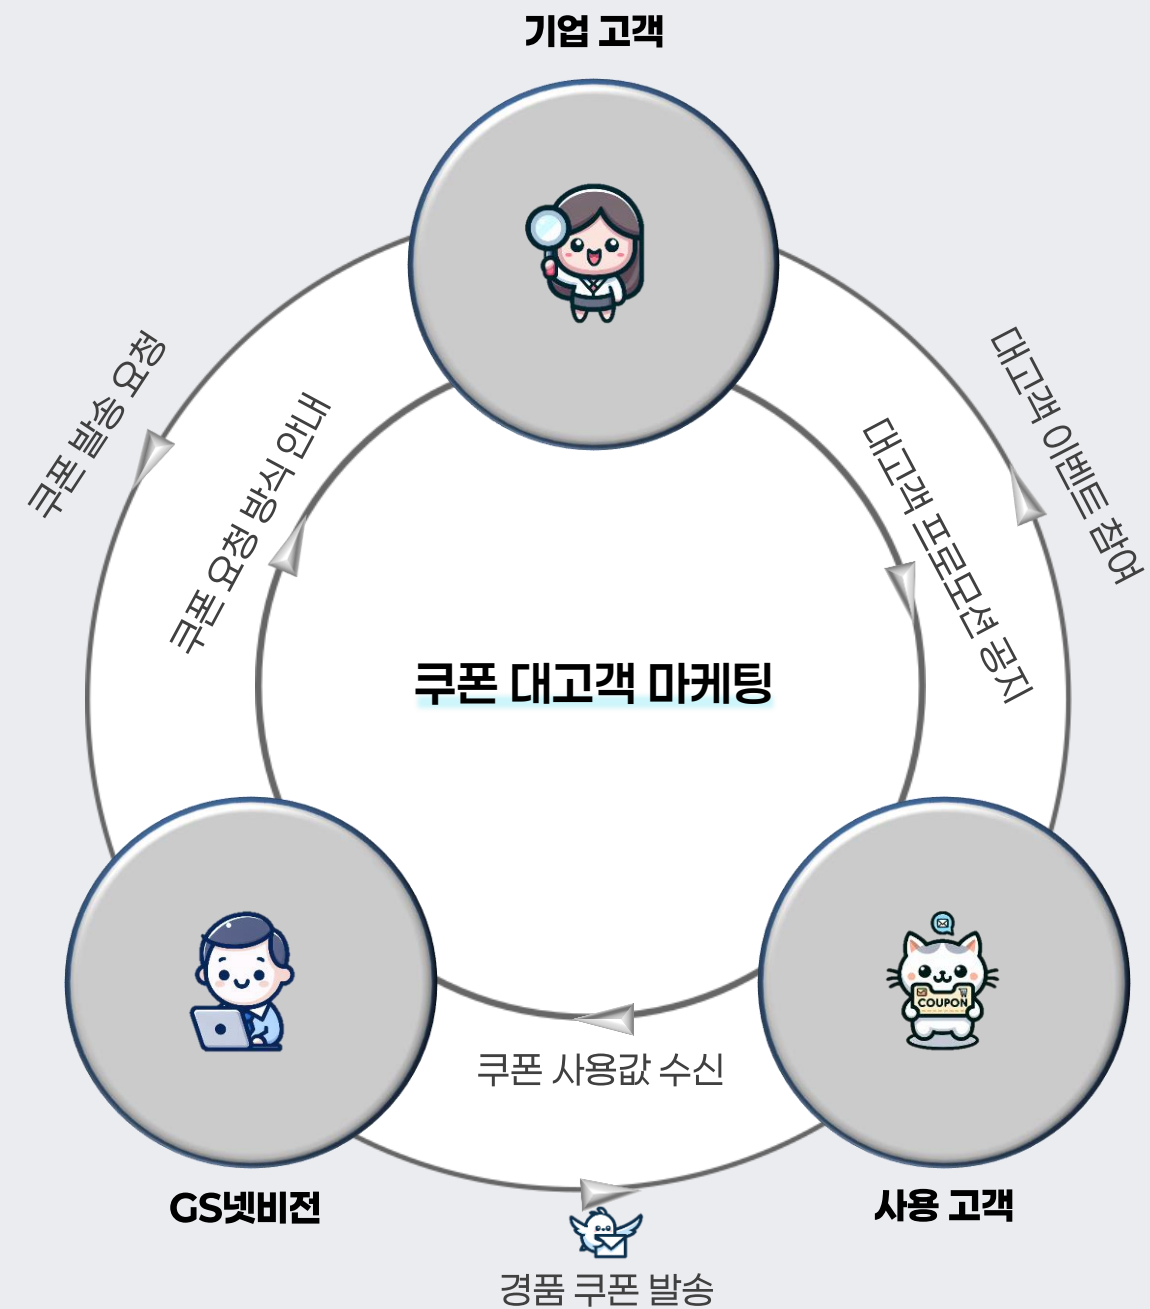 기업 고객
쿠폰 발송 요청
쿠폰 요청 방식 안내
대고객 프로모션 공지
대고객 이벤트 참여
쿠폰 대고객 마케팅
COUPON
쿠폰 사용값 수신
GS넷비전
사용 고객
경품 쿠폰 발송